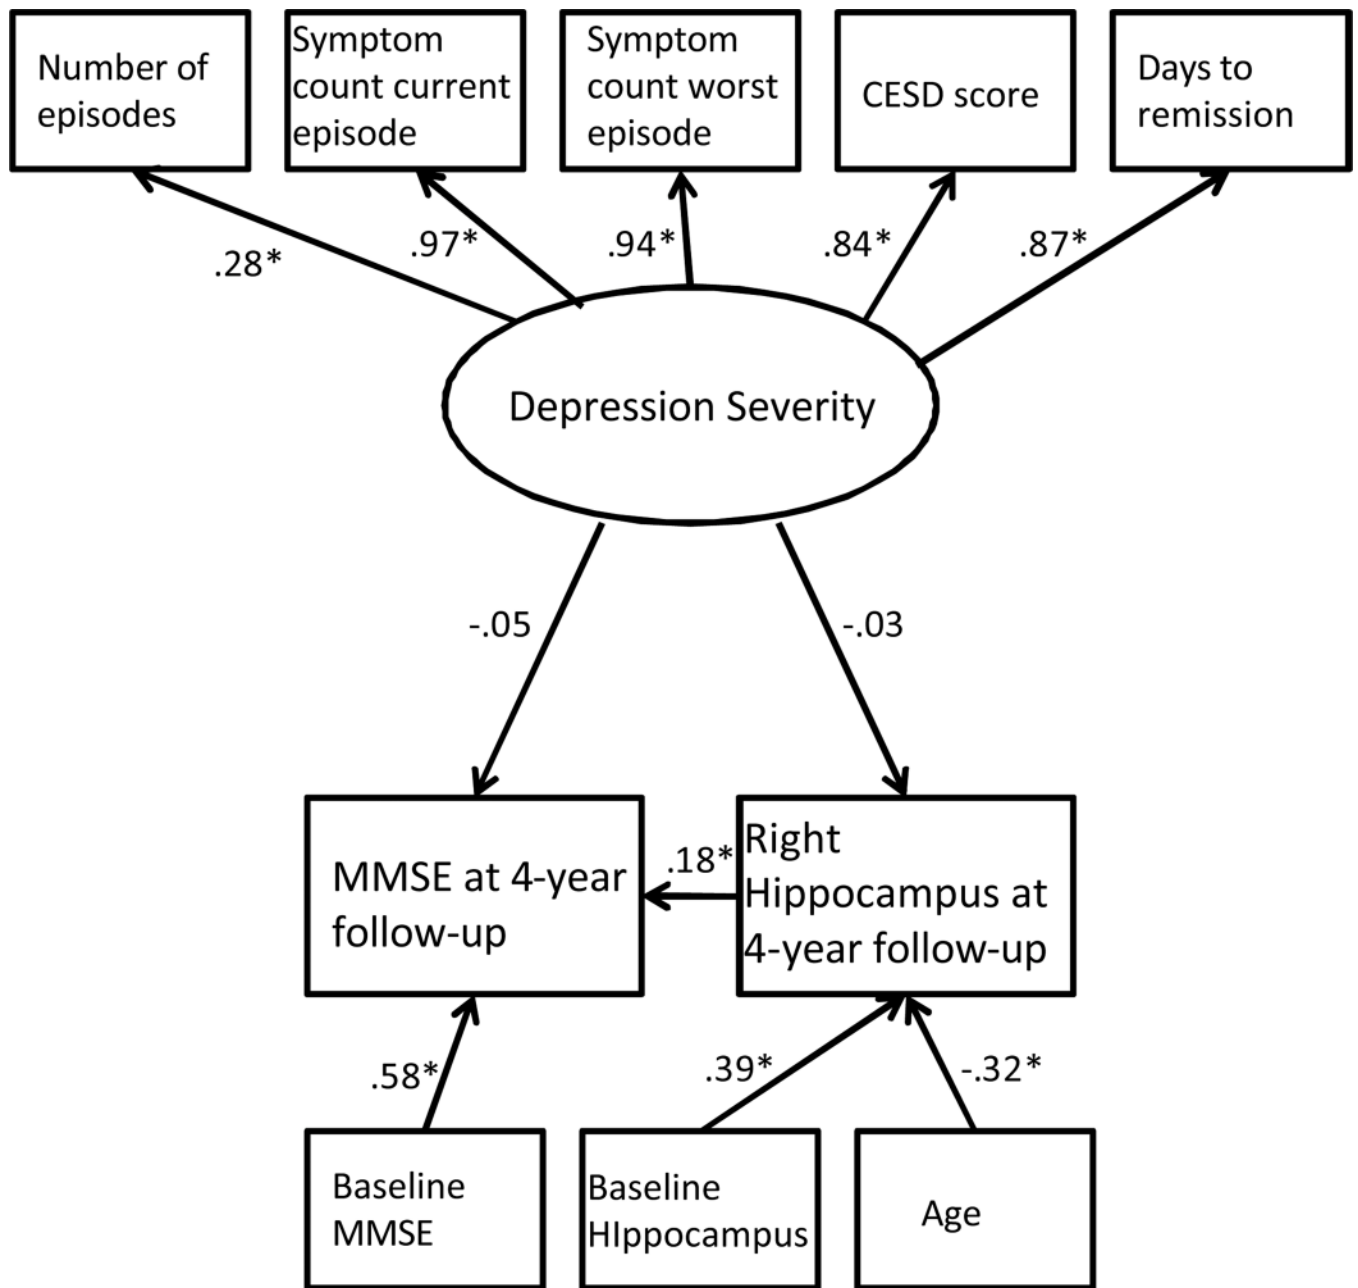 Number of
episodes
Symptom
count current
episode
Symptom
count worst
episode
CESD score
Days to
remission
.28*
.97*
.94*
.84*
.87*
Depression Severity
-.05
-.03
MMSE at 4-year
follow-up
.18*
Right
Hippocampus at
4-year follow-up
.58*
.39*
-.32*
Baseline
MMSE
Baseline
HIppocampus
Age